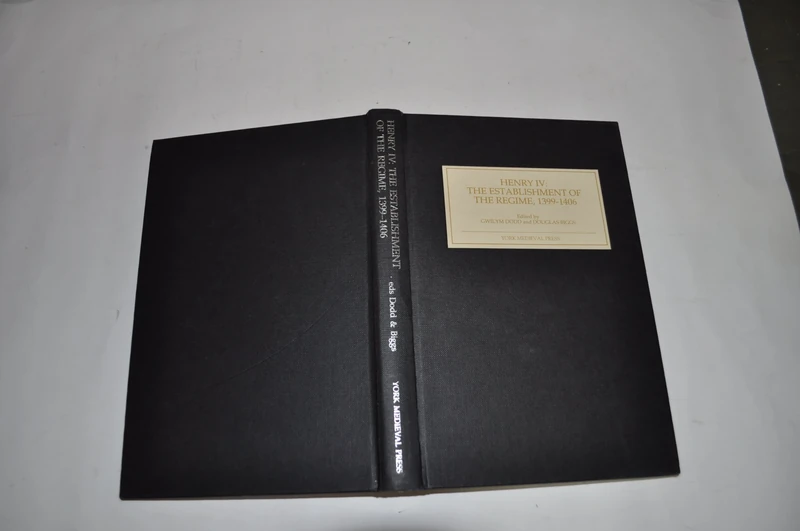 HENRY IV: THE ESTABLISHMENT
OF THE REGIME, 1399–1406
· eds Dodd & Biggs
YORK MEDIEVAL PRESS
HENRY IV:
THE ESTABLISHMENT OF
THE REGIME, 1399-1406
Edited by
GWILYM DODD and DOUGLAS BIGGS
YORK MEDIEVAL PRESS